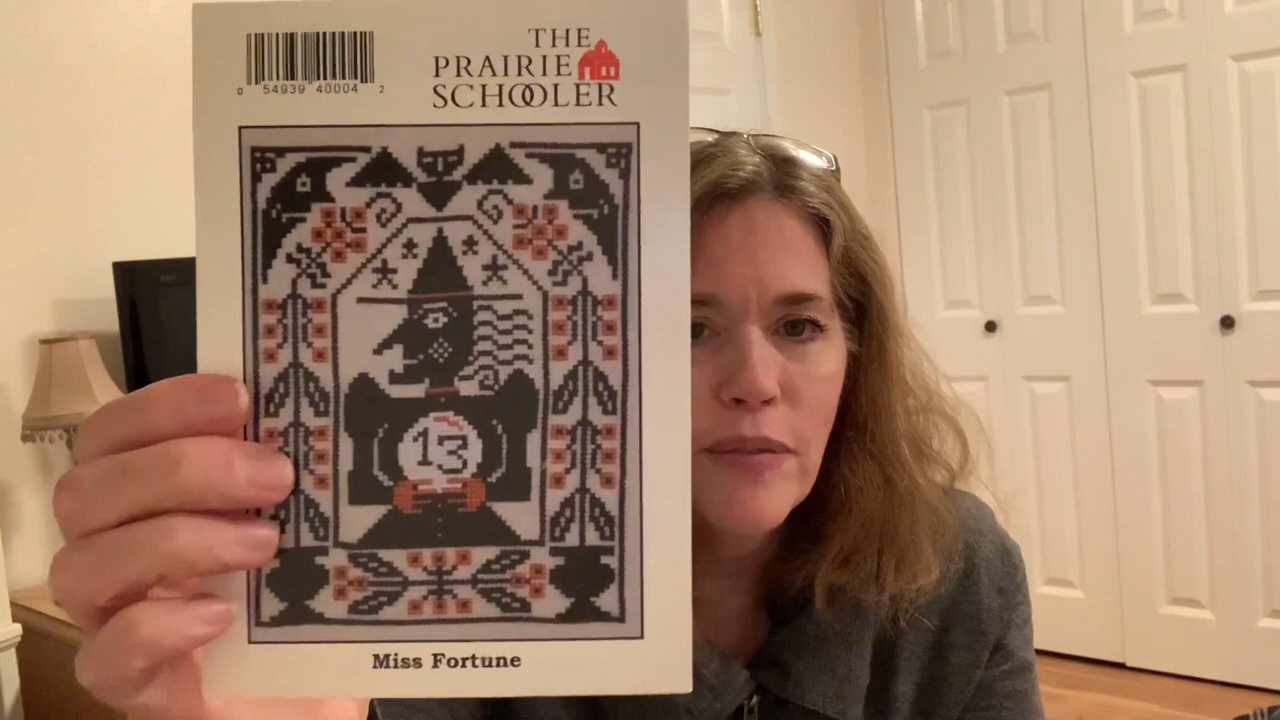 THE
PRAIRIE
SCHOOLER
0 54939 40004 2
13
Miss Fortune